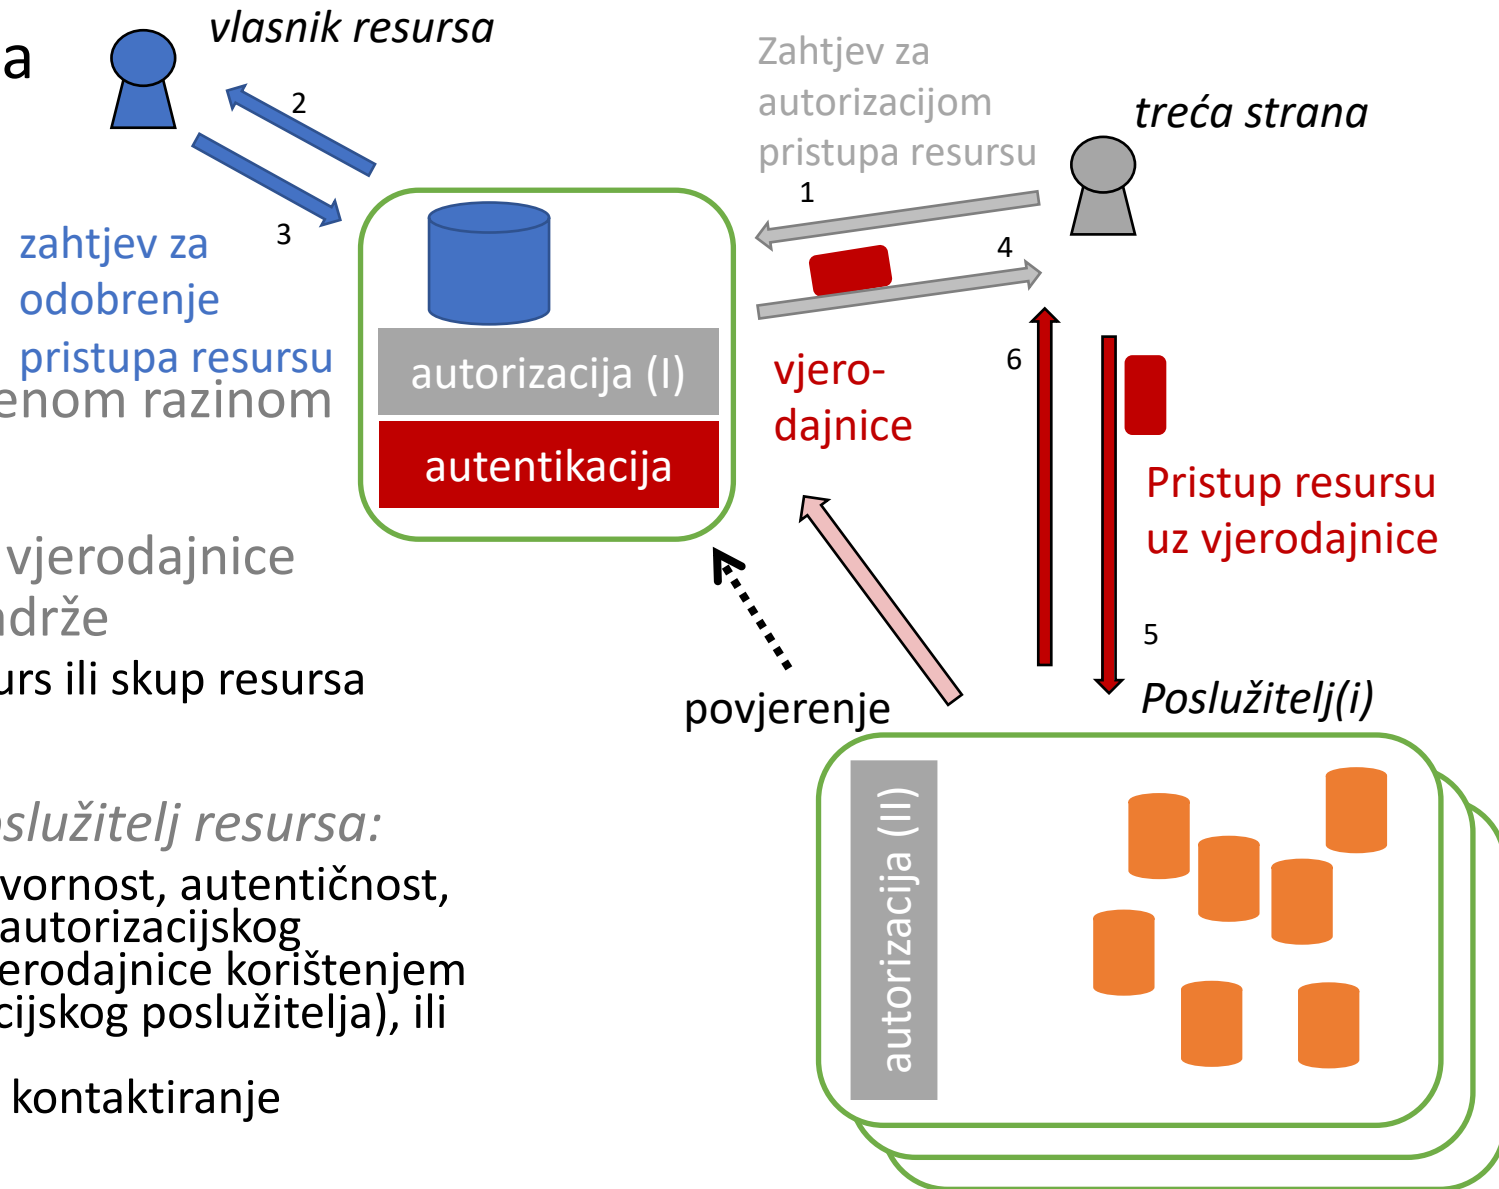 a
vlasnik resursa
2
3
zahtjev za
odobrenje
pristupa resursu
enom razinom
vjerodajnice
adrže
urs ili skup resursa
oslužitelj resursa:
vornost, autentičnost,
autorizacijskog
erodajnice korištenjem
cijskog poslužitelja), ili
kontaktiranje
autorizacija (I)
autentikacija
Zahtjev za
autorizacijom
pristupa resursu
1
4
treća strana
vjero-
dajnice
6
Pristup resursu
uz vjerodajnice
5
povjerenje
Poslužitelj(i)
autorizacija (II)